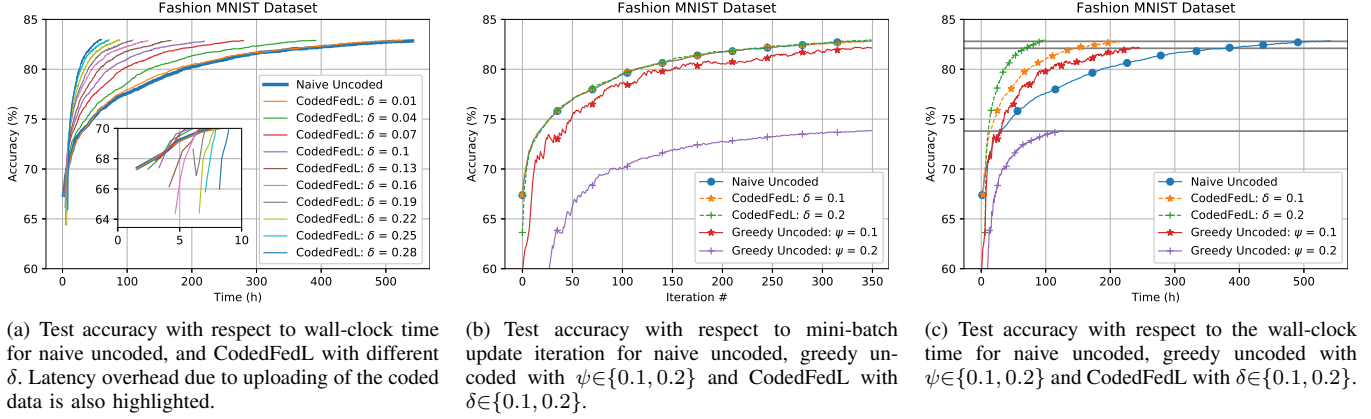 Fashion MNIST Dataset
Accuracy (%)
85
80
75
70
65
60
0 100 200 300 400 500
Time (h)
Naive Uncoded
CodedFedL: δ = 0.01
CodedFedL: δ = 0.04
CodedFedL: δ = 0.07
CodedFedL: δ = 0.1
CodedFedL: δ = 0.13
CodedFedL: δ = 0.16
CodedFedL: δ = 0.19
CodedFedL: δ = 0.22
CodedFedL: δ = 0.25
CodedFedL: δ = 0.28
70
68
66
64
0 5 10
(a) Test accuracy with respect to wall-clock time
for naive uncoded, and CodedFedL with different
δ. Latency overhead due to uploading of the coded
data is also highlighted.
Fashion MNIST Dataset
Accuracy (%)
85
80
75
70
65
60
0 50 100 150 200 250 300 350
Iteration #
Naive Uncoded
CodedFedL: δ = 0.1
CodedFedL: δ = 0.2
Greedy Uncoded: ψ = 0.1
Greedy Uncoded: ψ = 0.2
(b) Test accuracy with respect to mini-batch
update iteration for naive uncoded, greedy un-
coded with ψ∈{0.1, 0.2} and CodedFedL with
δ∈{0.1, 0.2}.
Fashion MNIST Dataset
Accuracy (%)
85
80
75
70
65
60
0 100 200 300 400 500
Time (h)
Naive Uncoded
CodedFedL: δ = 0.1
CodedFedL: δ = 0.2
Greedy Uncoded: ψ = 0.1
Greedy Uncoded: ψ = 0.2
(c) Test accuracy with respect to the wall-clock
time for naive uncoded, greedy uncoded with
ψ∈{0.1, 0.2} and CodedFedL with δ∈{0.1, 0.2}.